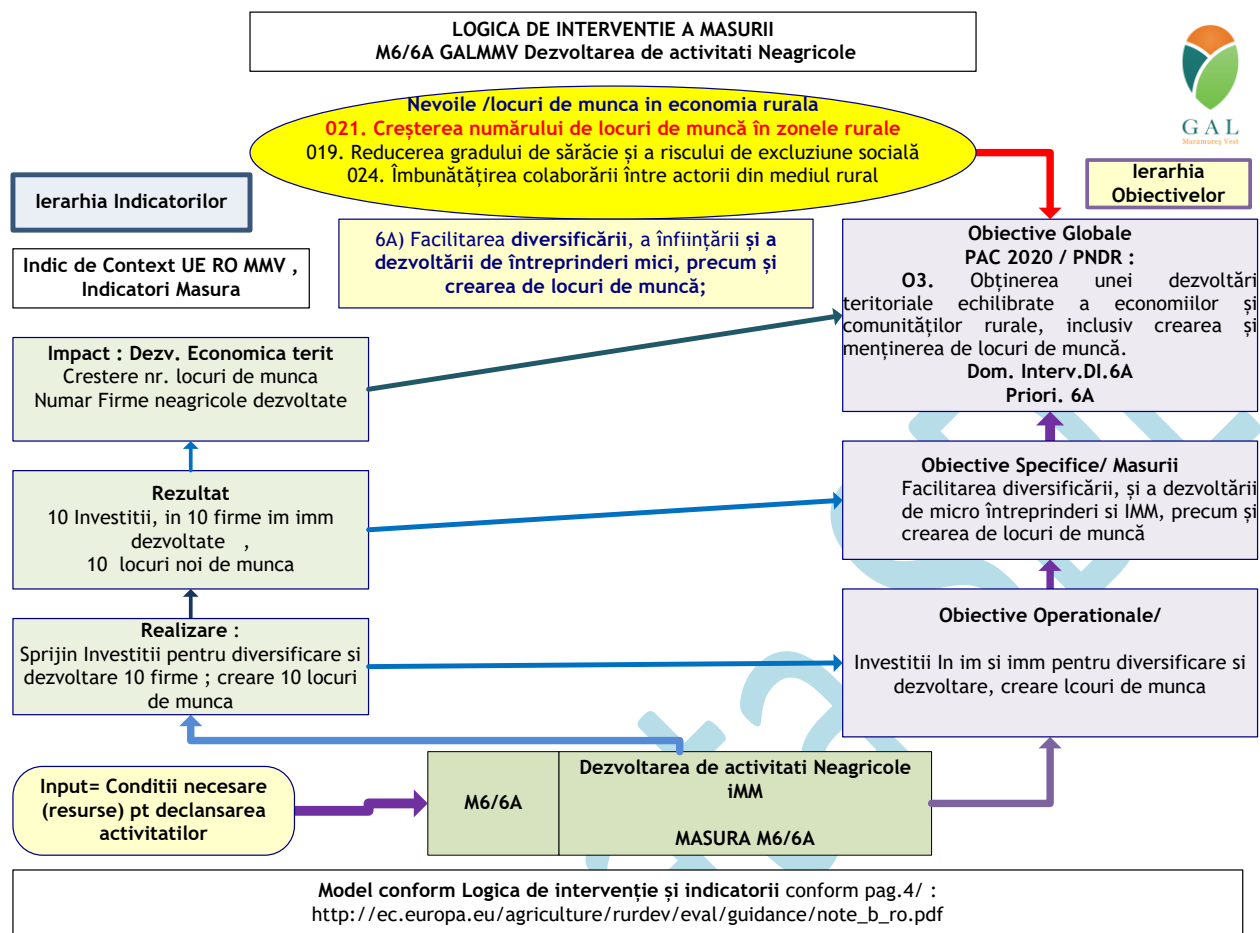 LOGICA DE INTERVENTIE A MASURII
M6/6A GALMMV Dezvoltarea de activitati Neagricole
GAL
Maramureș Vest
Nevoile /locuri de munca in economia rurala
021. Creșterea numărului de locuri de muncă în zonele rurale
019. Reducerea gradului de sărăcie și a riscului de excluziune socială
024. Îmbunătățirea colaborării între actorii din mediul rural
Ierarhia Indicatorilor
Ierarhia
Obiectivelor
Indic de Context UE RO MMV ,
Indicatori Masura
6A) Facilitarea diversificării, a înființării și a
dezvoltării de întreprinderi mici, precum și
crearea de locuri de muncă;
Obiective Globale
PAC 2020 / PNDR :
O3. Obținerea unei dezvoltări
teritoriale echilibrate a economiilor și
comunităților rurale, inclusiv crearea și
menținerea de locuri de muncă.
Dom. Interv.DI.6A
Priori. 6A
Impact : Dezv. Economica terit
Crestere nr. locuri de munca
Numar Firme neagricole dezvoltate
Rezultat
10 Investitii, in 10 firme im imm
dezvoltate ,
10 locuri noi de munca
Obiective Specifice/ Masurii
Facilitarea diversificării, și a dezvoltării
de micro întreprinderi si IMM, precum și
crearea de locuri de muncă
Realizare :
Sprijin Investitii pentru diversificare si
dezvoltare 10 firme ; creare 10 locuri
de munca
Obiective Operationale/
Investitii In im si imm pentru diversificare si
dezvoltare, creare lcouri de munca
Input= Conditii necesare
(resurse) pt declansarea
activitatilor
M6/6A
Dezvoltarea de activitati Neagricole
iMM
MASURA M6/6A
Model conform Logica de intervenție și indicatorii conform pag.4/ :
http://ec.europa.eu/agriculture/rurdev/eval/guidance/note_b_ro.pdf